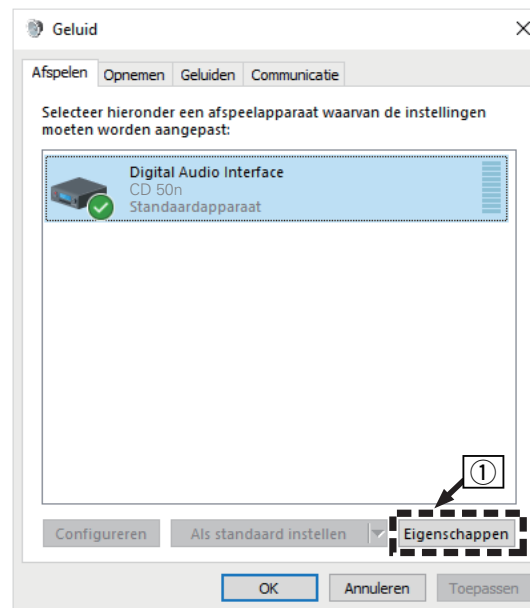 Geluid
Afspelen Opnemen Geluiden Communicatie
Selecteer hieronder een afspeelapparaat waarvan de instellingen
moeten worden aangepast:
Digital Audio Interface
CD 50n
Standaardapparaat
①
Configureren Als standaard instellen Eigenschappen
OK Annuleren Toepassen